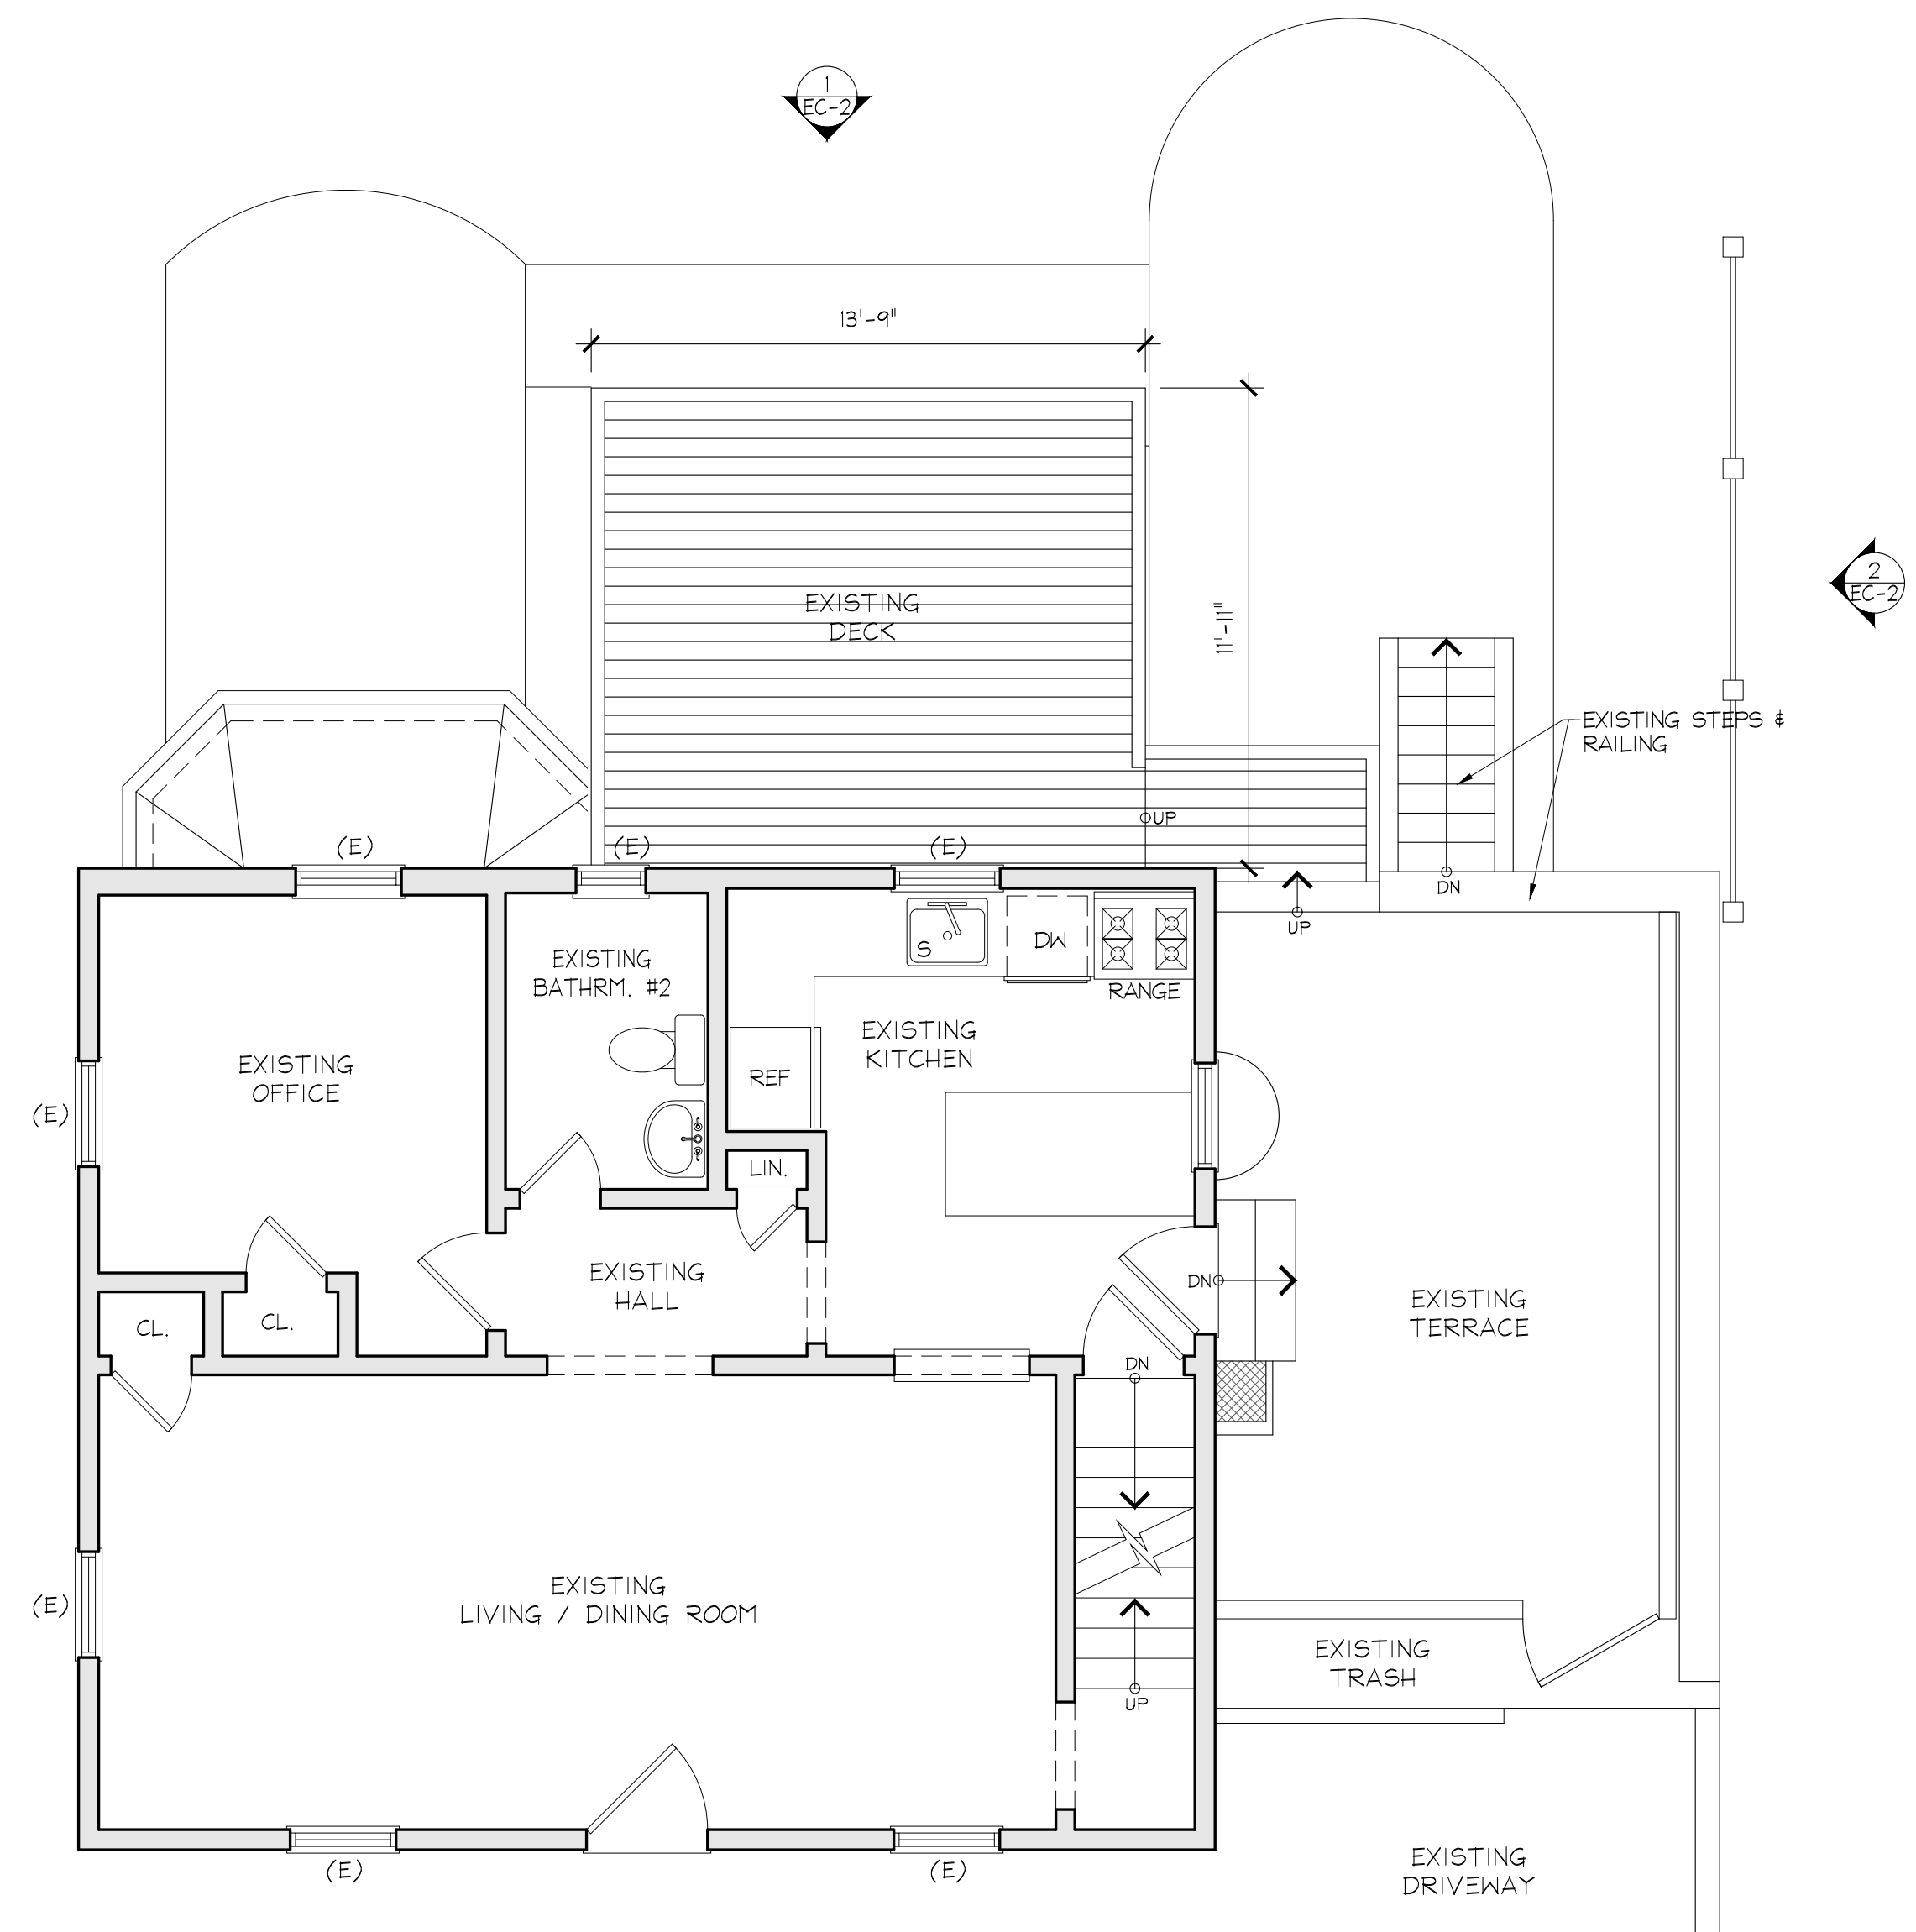 1
EC-2
13'-9"
11'-11"
2
EC-2
EXISTING
DECK
EXISTING STEPS &
RAILING
UP
(E)
(E)
(E)
DN
UP
EXISTING
BATHRM. #2
S
DW
RANGE
EXISTING
KITCHEN
EXISTING
OFFICE
REF
(E)
LIN.
EXISTING
HALL
DN
EXISTING
TERRACE
CL.
CL.
DN
EXISTING
LIVING / DINING ROOM
(E)
EXISTING
TRASH
UP
(E)
(E)
EXISTING
DRIVEWAY